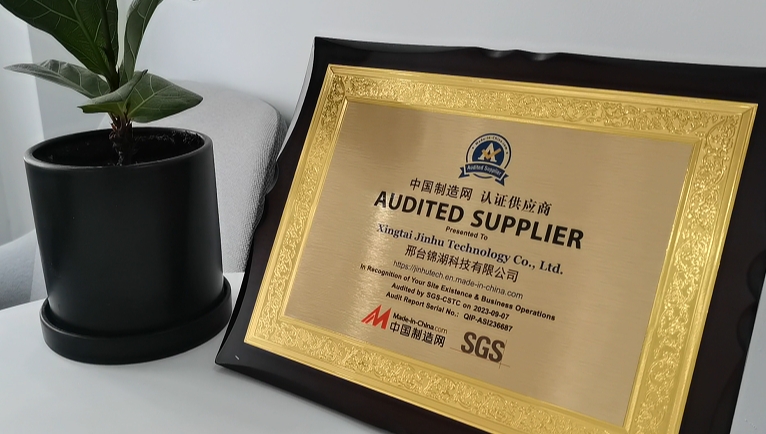 Audited Supplier
中国制造网 认证供应商
AUDITED SUPPLIER
Presented To
Xingtai Jinhu Technology Co., Ltd.
邢台锦湖科技有限公司
https://jinhutech.en.made-in-china.com
In Recognition of Your Site Existence & Business Operations
Audited by SGS-CSTC on 2023-09-07
Audit Report Serial No.: QIP-ASI236687
Made-in-China.com
中国制造网
SGS